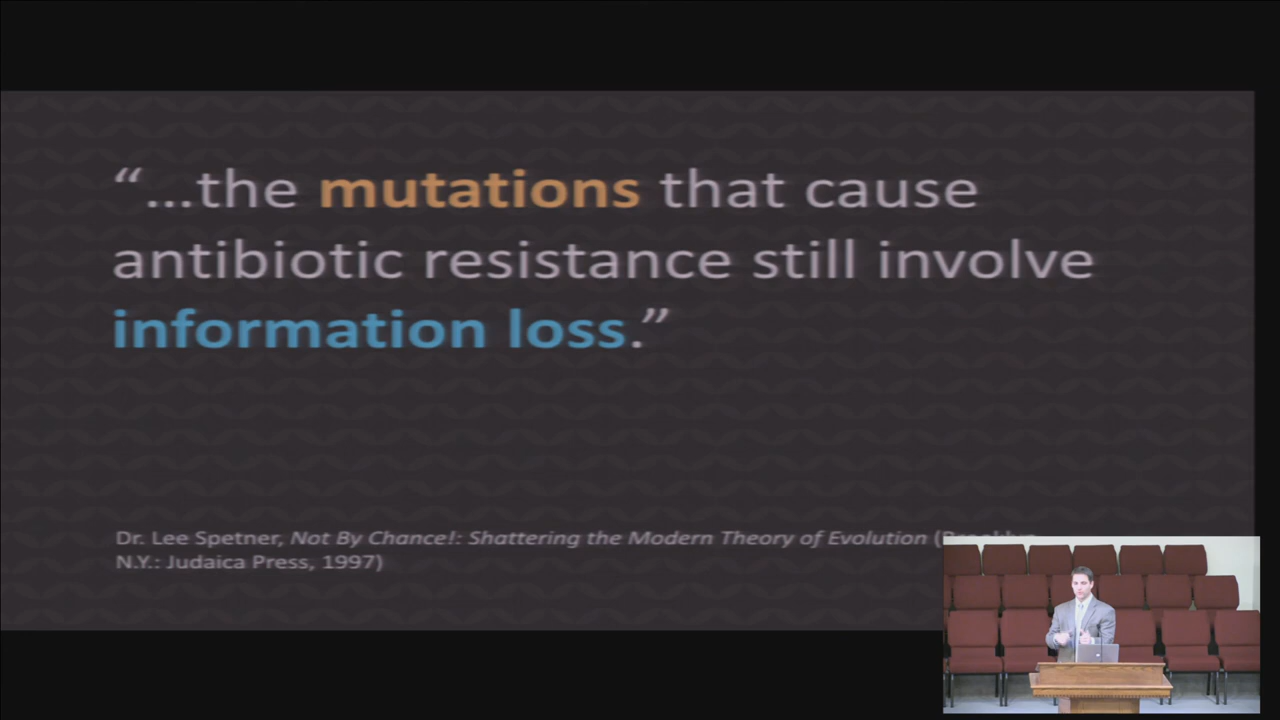 “...the mutations that cause
antibiotic resistance still involve
information loss.”
Dr. Lee Spetner, Not By Chance!: Shattering the Modern Theory of Evolution
N.Y.: Judaica Press, 1997)